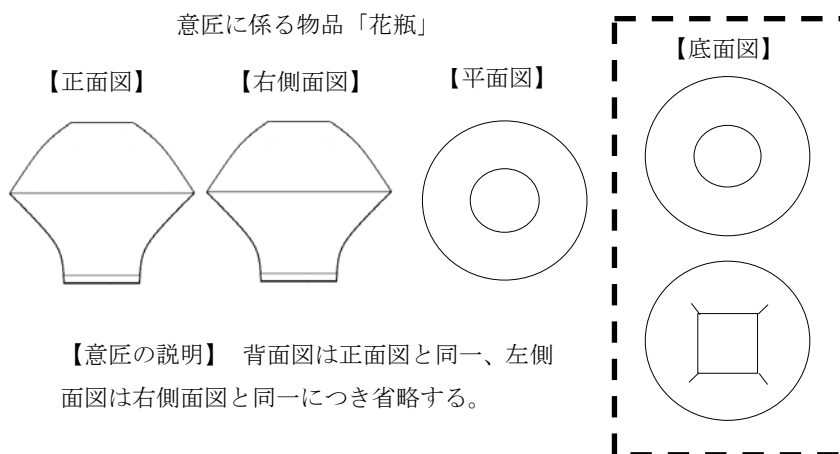 意匠に係る物品「花瓶」
【正面図】
【右側面図】
【平面図】
【底面図】
【意匠の説明】　背面図は正面図と同一、左側
面図は右側面図と同一につき省略する。